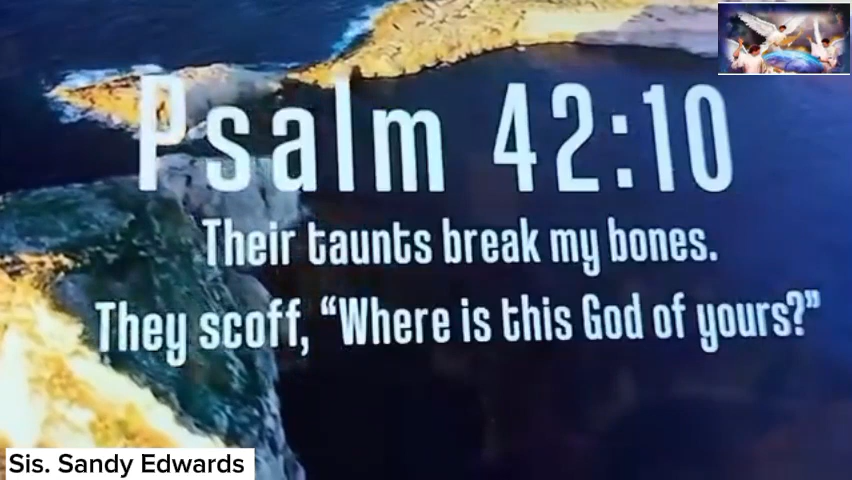 Psalm 42:10
Their taunts break my bones.
They scoff, “Where is this God of yours?”
Sis. Sandy Edwards